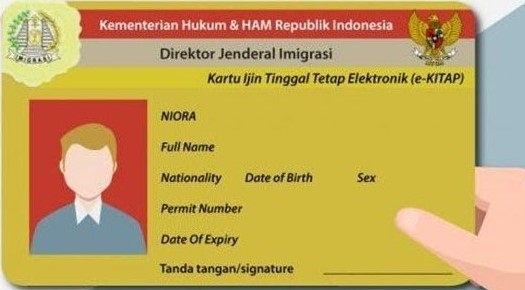 Kementerian Hukum & HAM Republik Indonesia
Direktor Jenderal Imigrasi
Kartu Ijin Tinggal Tetap Elektronik (e-KITAP)
IMIGRASI
NIORA
Full Name
Nationality Date of Birth Sex
Permit Number
Date Of Expiry
Tanda tangan/signature